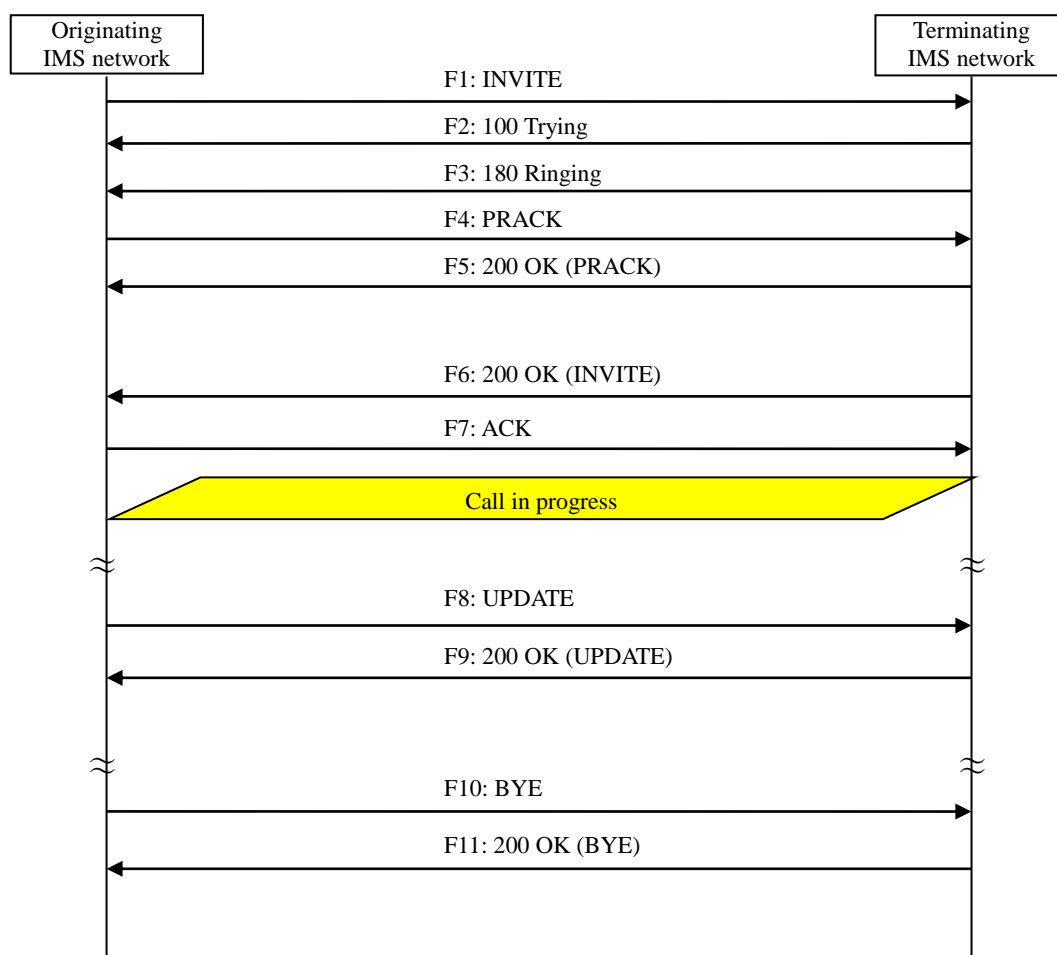 Originating
IMS network
Terminating
IMS network
F1: INVITE
F2: 100 Trying
F3: 180 Ringing
F4: PRACK
F5: 200 OK (PRACK)
F6: 200 OK (INVITE)
F7: ACK
Call in progress
F8: UPDATE
F9: 200 OK (UPDATE)
F10: BYE
F11: 200 OK (BYE)